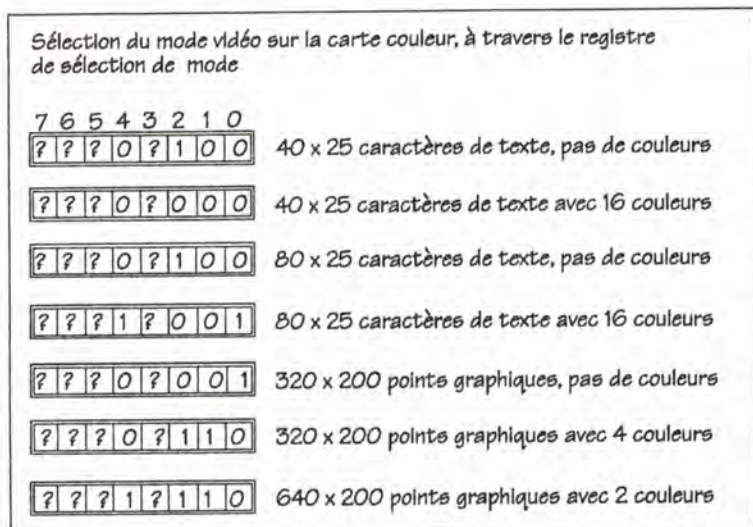 Sélection du mode vidéo sur la carte couleur, à travers le registre
de sélection de mode
7 6 5 4 3 2 1 0
? ? ? 0 ? 1 0 0 40 x 25 caractères de texte, pas de couleurs
? ? ? 0 ? 0 0 0 40 x 25 caractères de texte avec 16 couleurs
? ? ? 0 ? 1 0 0 80 x 25 caractères de texte, pas de couleurs
? ? ? 1 ? 0 0 1 80 x 25 caractères de texte avec 16 couleurs
? ? ? 0 ? 0 0 1 320 x 200 points graphiques, pas de couleurs
? ? ? 0 ? 1 1 0 320 x 200 points graphiques avec 4 couleurs
? ? ? 1 ? 1 1 0 640 x 200 points graphiques avec 2 couleurs